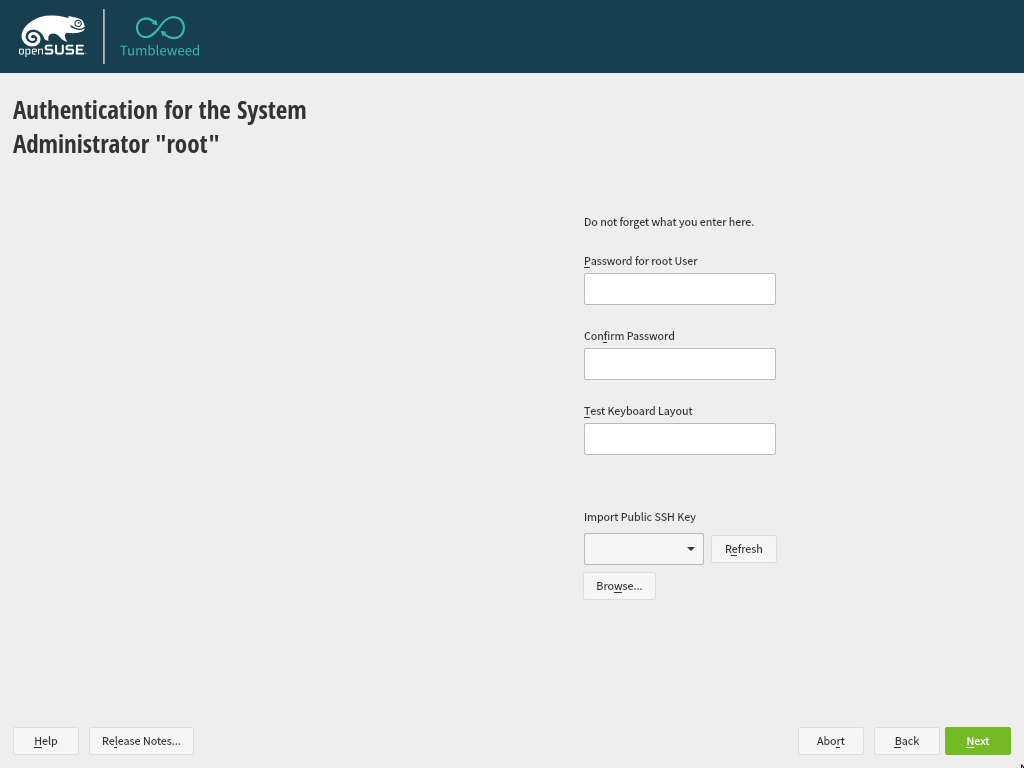 openSUSE
Tumbleweed
Authentication for the System
Administrator "root"
Do not forget what you enter here.
Password for root User
Confirm Password
Test Keyboard Layout
Import Public SSH Key
Refresh
Browse...
Help
Release Notes...
Abort
Back
Next